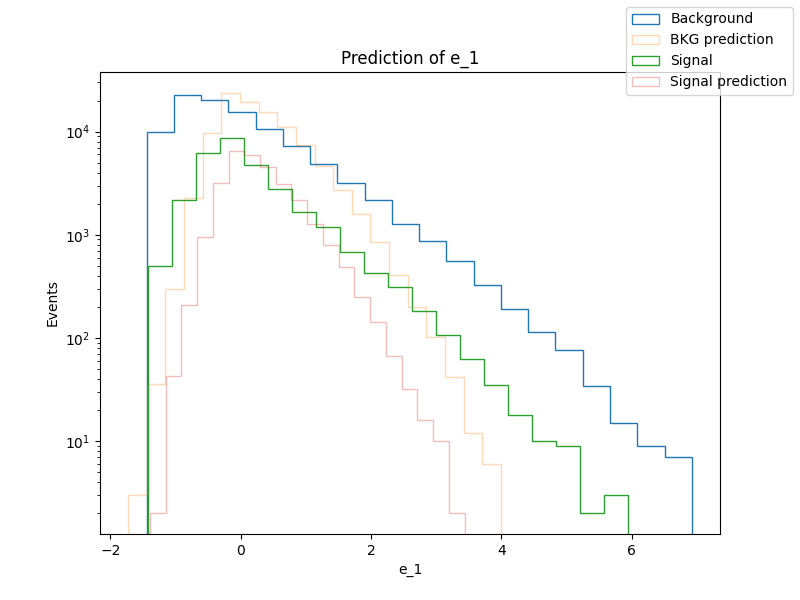 Prediction of e_1
Background
BKG prediction
Signal
Signal prediction
Events
10^4
10^3
10^2
10^1
−2
0
2
4
6
e_1